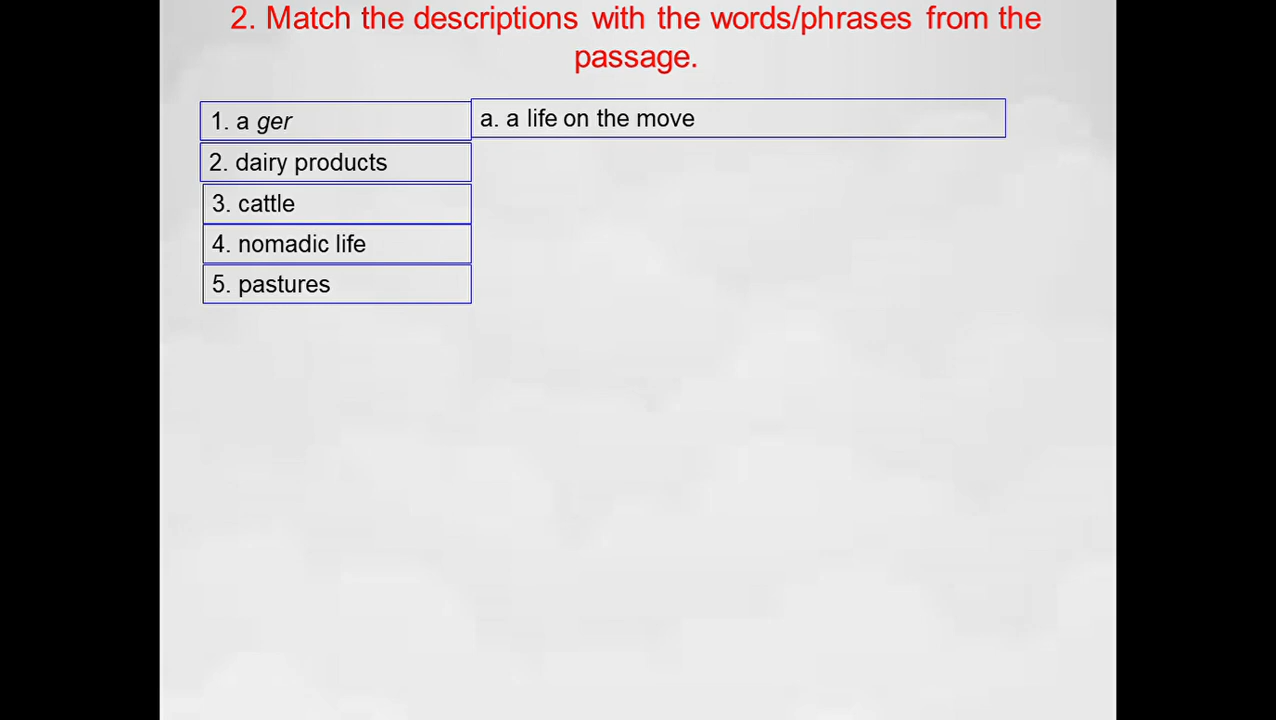 2. Match the descriptions with the words/phrases from the
passage.
1. a ger
a. a life on the move
2. dairy products
3. cattle
4. nomadic life
5. pastures